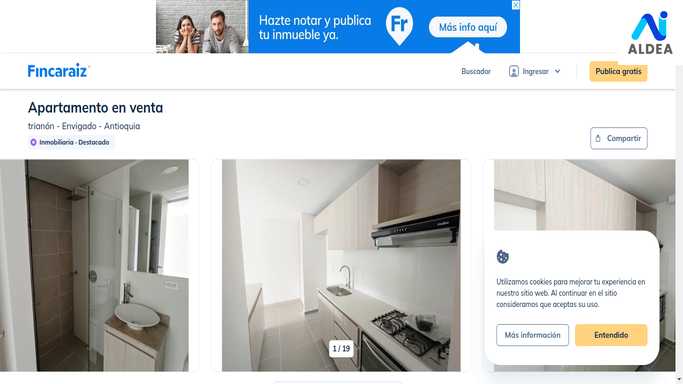 Hazte notar y publica
tu inmueble ya.
Fr
Más info aquí
ALDEA
Fincaraiz
Buscador
Ingresar
Publica gratis
Apartamento en venta
trianón - Envigado - Antioquia
Inmobiliaria - Destacado
Compartir
1 / 19
Utilizamos cookies para mejorar tu experiencia en
nuestro sitio web. Al continuar en el sitio
consideramos que aceptas su uso.
Más información
Entendido